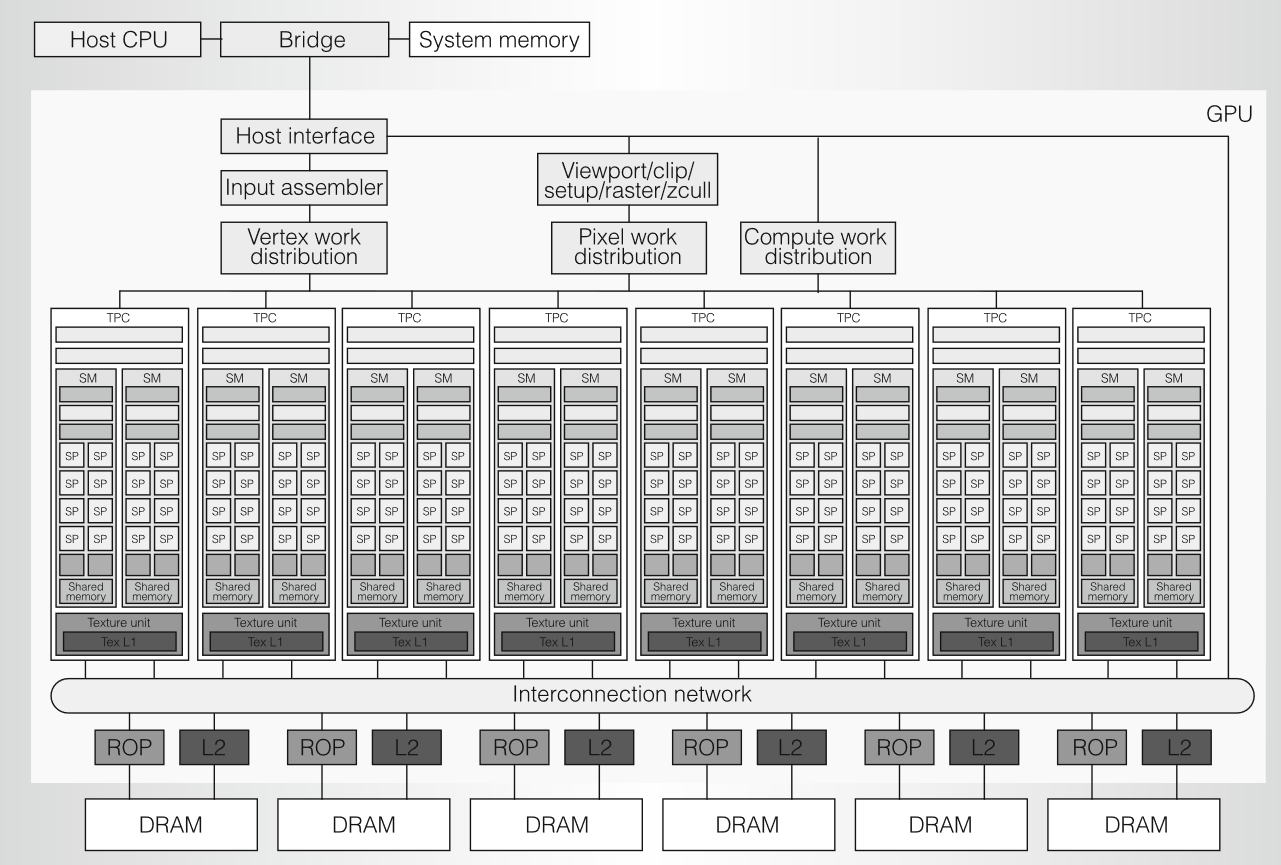 Host CPU
Bridge
System memory
GPU
Host interface
Input assembler
Viewport/clip/
setup/raster/zcull
Vertex work
distribution
Pixel work
distribution
Compute work
distribution
TPC TPC TPC TPC TPC TPC TPC TPC
SM SM SM SM SM SM SM SM SM SM SM SM SM SM SM SM
SP SP SP SP SP SP SP SP SP SP SP SP SP SP SP SP SP SP SP SP SP SP SP SP SP SP SP SP SP SP SP SP
SP SP SP SP SP SP SP SP SP SP SP SP SP SP SP SP SP SP SP SP SP SP SP SP SP SP SP SP SP SP SP SP
SP SP SP SP SP SP SP SP SP SP SP SP SP SP SP SP SP SP SP SP SP SP SP SP SP SP SP SP SP SP SP SP
SP SP SP SP SP SP SP SP SP SP SP SP SP SP SP SP SP SP SP SP SP SP SP SP SP SP SP SP SP SP SP SP
Shared Shared Shared Shared Shared Shared Shared Shared Shared Shared Shared Shared Shared Shared Shared Shared
memory memory memory memory memory memory memory memory memory memory memory memory memory memory memory memory
Texture unit Texture unit Texture unit Texture unit Texture unit Texture unit Texture unit Texture unit
Tex L1 Tex L1 Tex L1 Tex L1 Tex L1 Tex L1 Tex L1 Tex L1
Interconnection network
ROP L2 ROP L2 ROP L2 ROP L2 ROP L2 ROP L2
DRAM DRAM DRAM DRAM DRAM DRAM